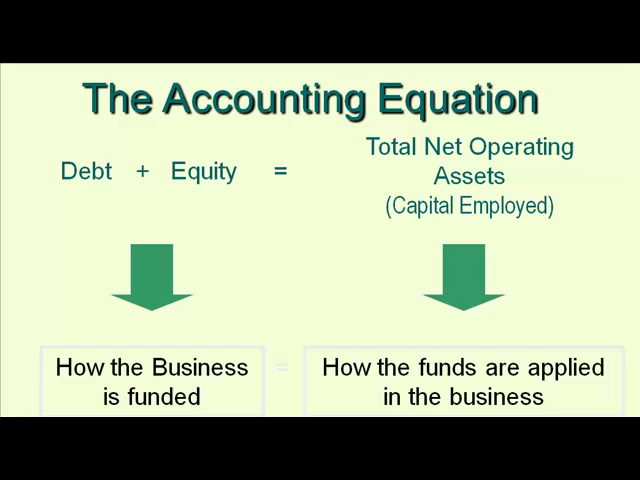 The Accounting Equation
Debt + Equity =
Total Net Operating
Assets
(Capital Employed)
How the Business
is funded
=
How the funds are applied
in the business